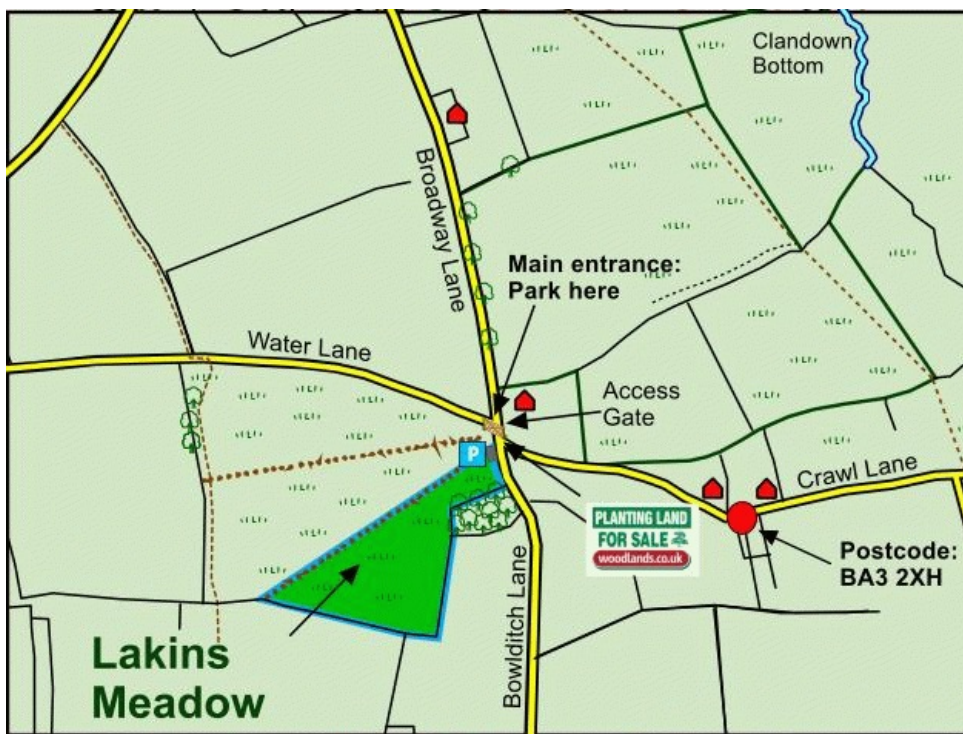 Clandown
Bottom
Broadway Lane
Main entrance:
Park here
Water Lane
Access
Gate
P
Crawl Lane
PLANTING LAND
FOR SALE
woodlands.co.uk
Postcode:
BA3 2XH
Bowlditch Lane
Lakins
Meadow